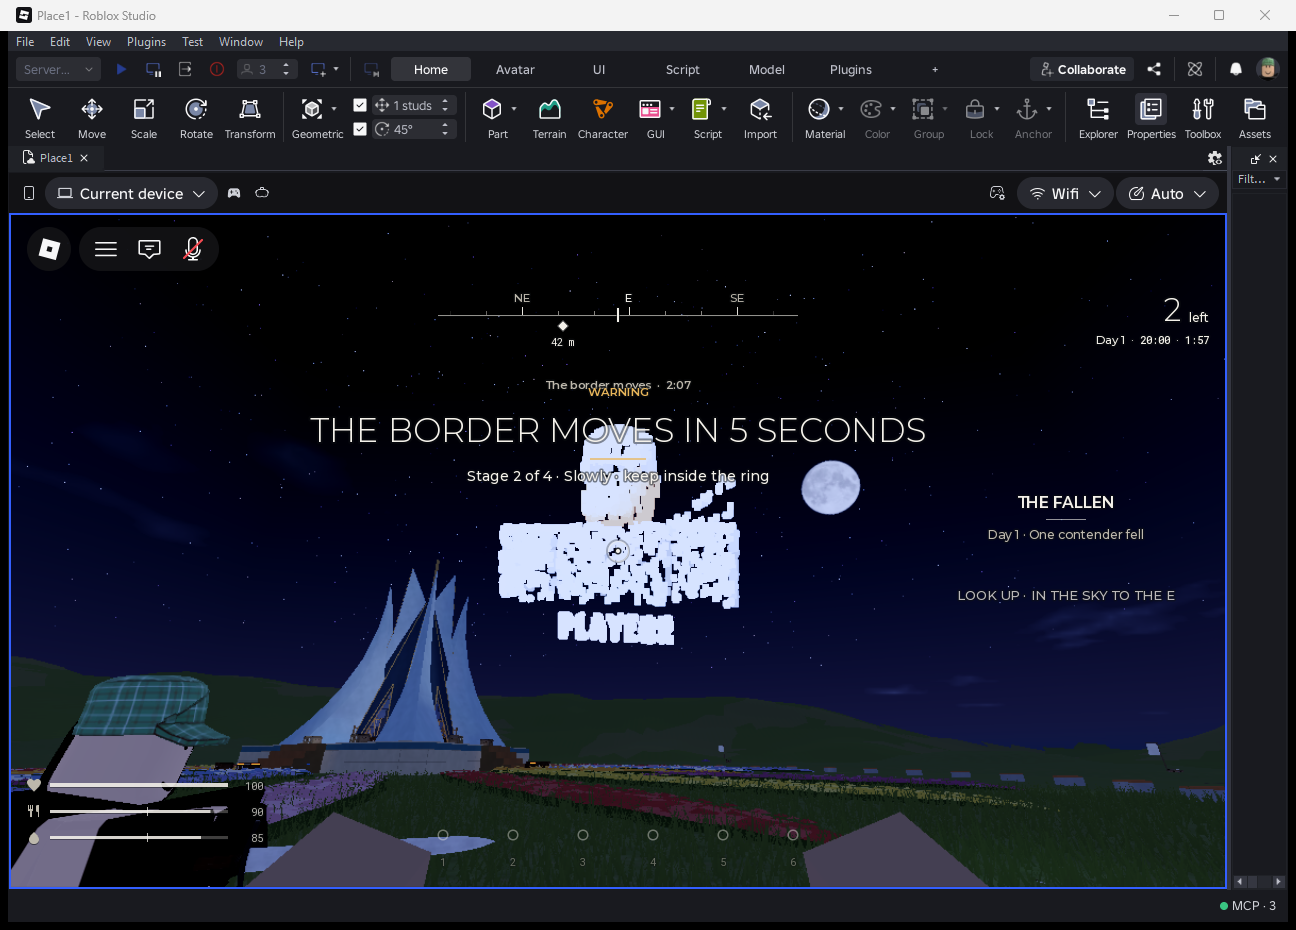 Place1 - Roblox Studio
File Edit View Plugins Test Window Help
Server... 3 Home Avatar UI Script Model Plugins + Collaborate
1 studs
45°
Select Move Scale Rotate Transform Geometric Part Terrain Character GUI Script Import Material Color Group Lock Anchor Explorer Properties Toolbox Assets
Place1
Filt...
Current device Wifi Auto
NE E SE
42 m
2 left
Day 1 · 20:00 · 1:57
The border moves · 2:07
WARNING
THE BORDER MOVES IN 5 SECONDS
Stage 2 of 4 · Slowly · keep inside the ring
THE FALLEN
Day 1 · One contender fell
LOOK UP · IN THE SKY TO THE E
100
90
85
1 2 3 4 5 6
MCP · 3